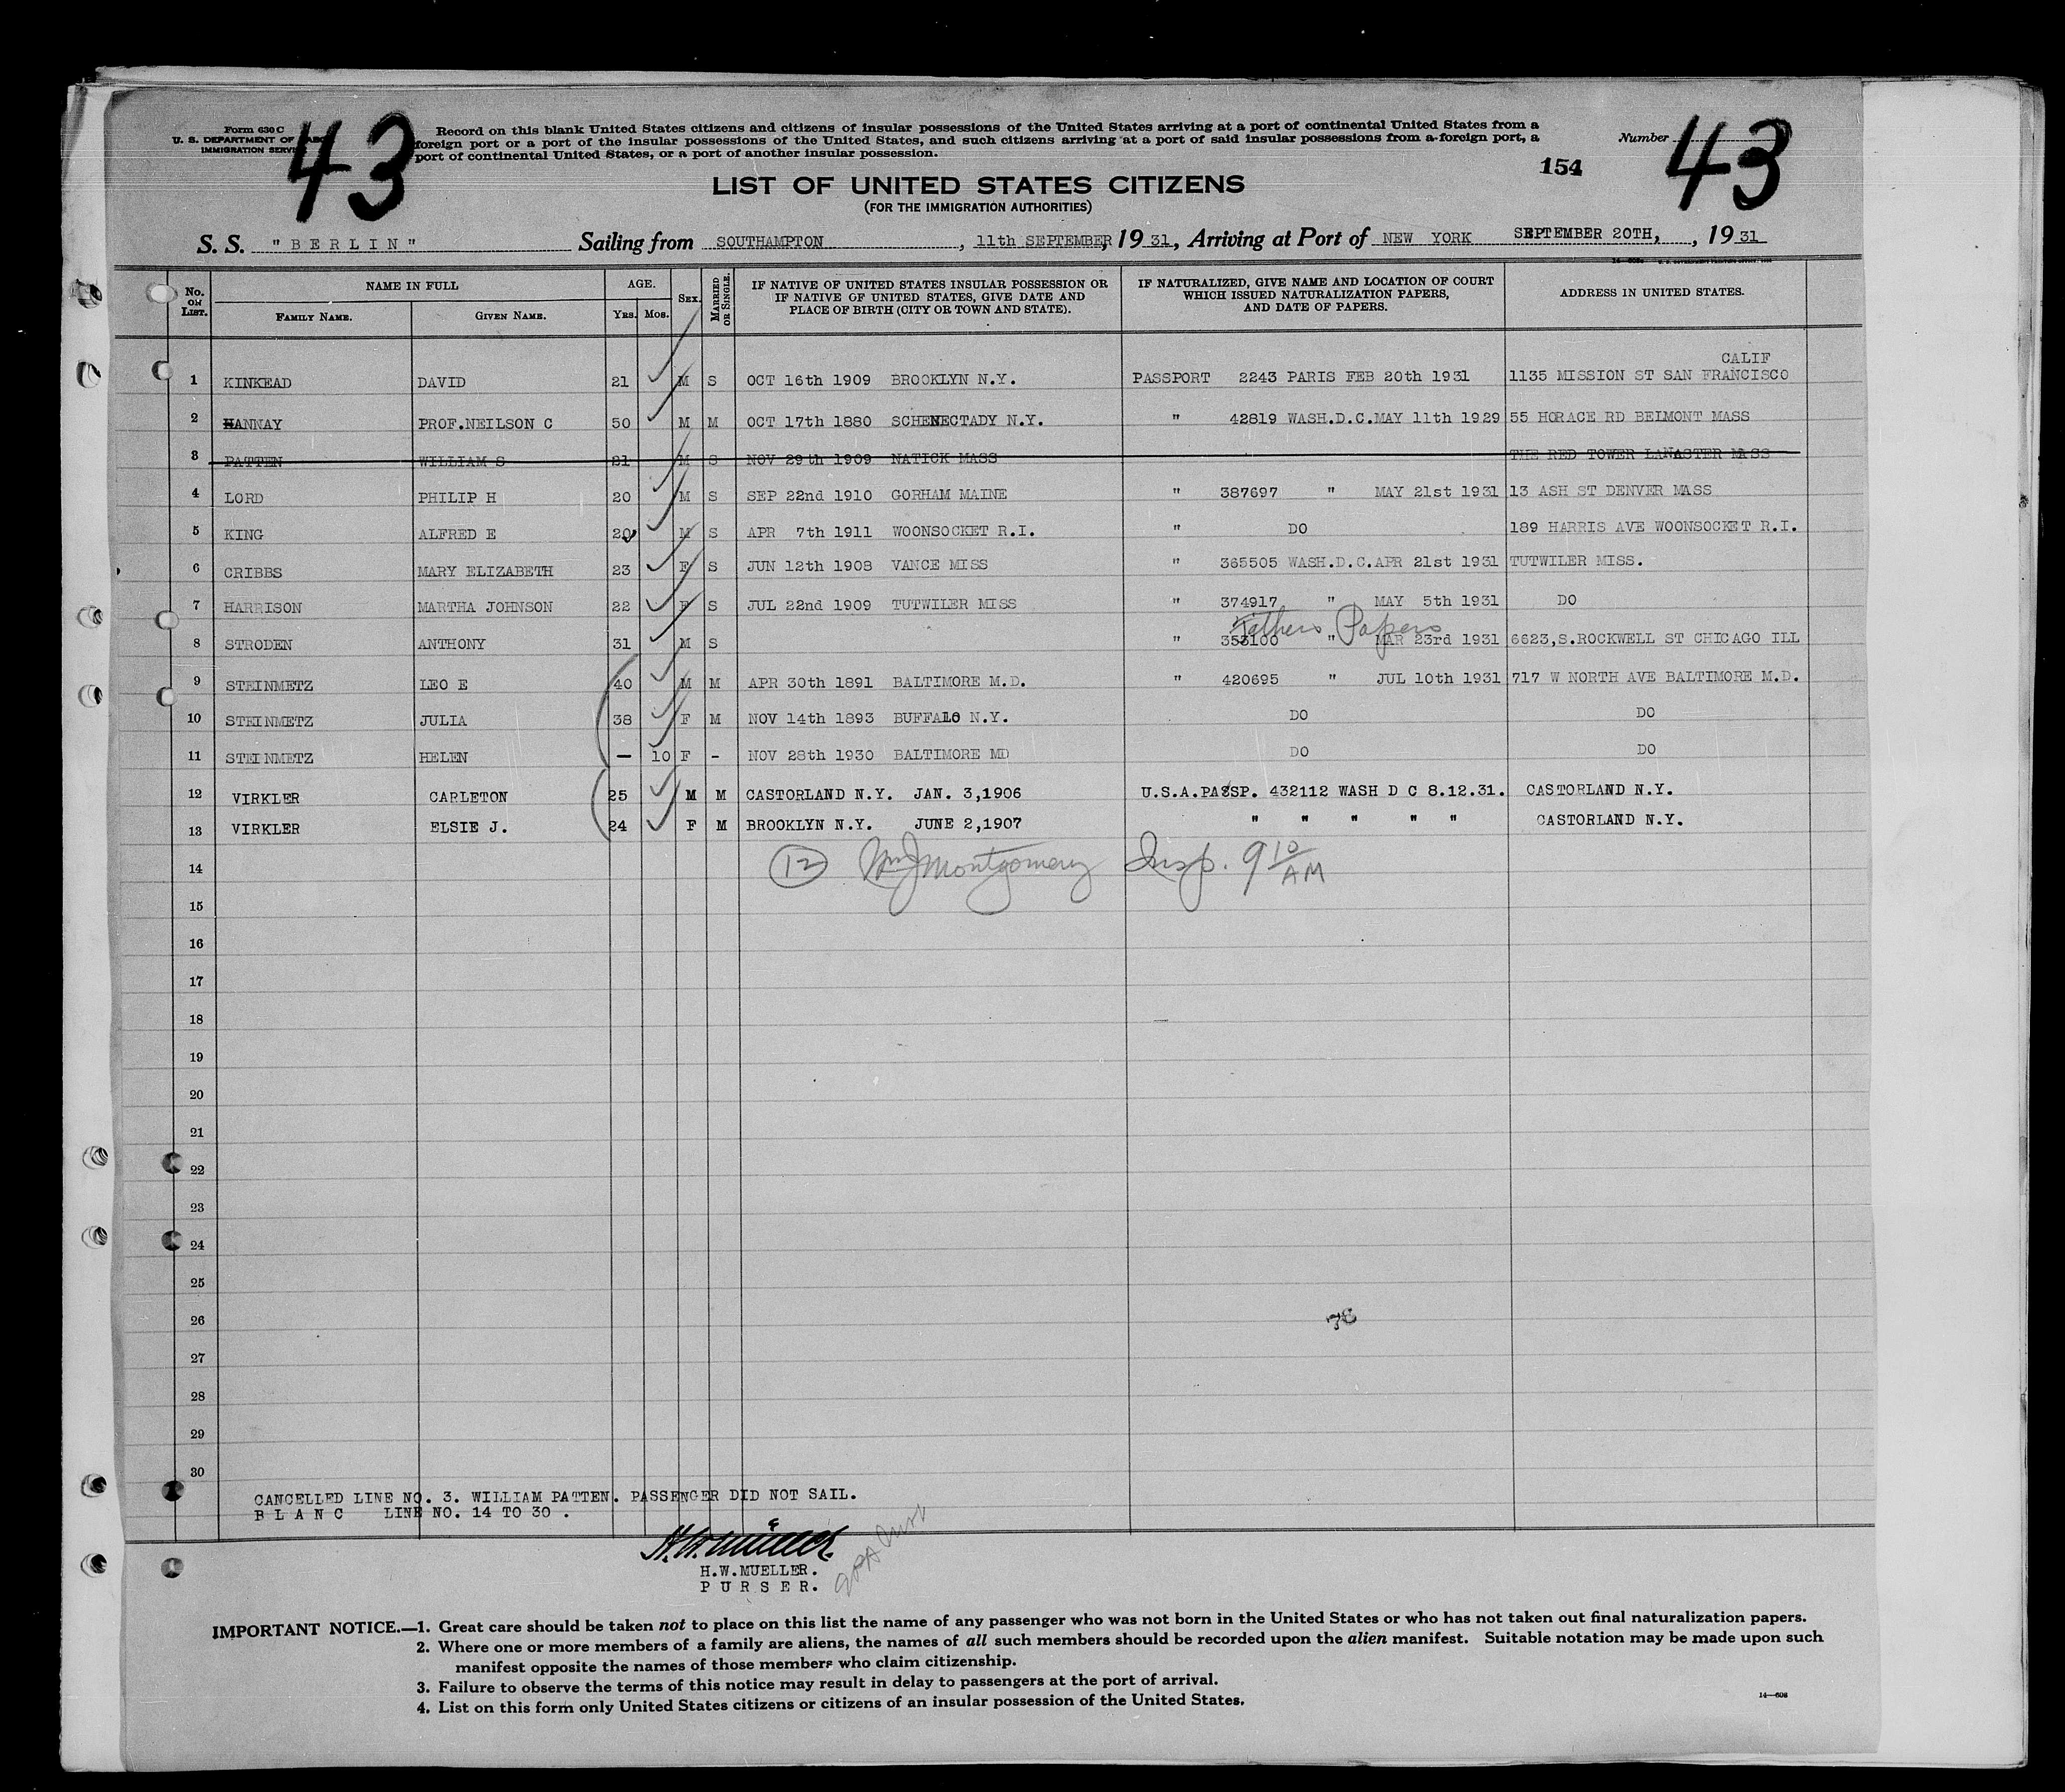 Form 630 C
U. S. DEPARTMENT OF
IMMIGRATION
43
Record on this blank United States citizens and citizens of insular possessions of the United States arriving at a port of continental United States from a
foreign port or a port of the insular possessions of the United States, and such citizens arriving at a port of said insular possessions from a foreign port, a
port of continental United States, or a port of another insular possession.
Number 43
154
LIST OF UNITED STATES CITIZENS
(FOR THE IMMIGRATION AUTHORITIES)
S. S. "BERLIN" Sailing from SOUTHAMPTON, 11th SEPTEMBER, 1931, Arriving at Port of NEW YORK SEPTEMBER 20TH, , 1931
No. ON LIST. NAME IN FULL FAMILY NAME. GIVEN NAME. AGE. YRS. MOS. SEX. MARRIED OR SINGLE. IF NATIVE OF UNITED STATES INSULAR POSSESSION OR IF NATIVE OF UNITED STATES, GIVE DATE AND PLACE OF BIRTH (CITY OR TOWN AND STATE). IF NATURALIZED, GIVE NAME AND LOCATION OF COURT WHICH ISSUED NATURALIZATION PAPERS, AND DATE OF PAPERS. ADDRESS IN UNITED STATES.
CALIF
1 KINKEAD DAVID 21 M S OCT 16th 1909 BROOKLYN N.Y. PASSPORT 2243 PARIS FEB 20th 1931 1135 MISSION ST SAN FRANCISCO
2 HANNAY PROF.NEILSON C 50 M M OCT 17th 1880 SCHENECTADY N.Y. " 42819 WASH.D.C.MAY 11th 1929 55 HORACE RD BELMONT MASS
3 PATTEN WILLIAM S 21 M S NOV 29th 1909 NATICK MASS THE RED TOWER LANASTER MASS
4 LORD PHILIP H 20 M S SEP 22nd 1910 GORHAM MAINE " 387697 " MAY 21st 1931 13 ASH ST DENVER MASS
5 KING ALFRED E 20 M S APR 7th 1911 WOONSOCKET R.I. " DO 189 HARRIS AVE WOONSOCKET R.I.
6 CRIBBS MARY ELIZABETH 23 F S JUN 12th 1908 VANCE MISS " 365505 WASH.D.C.APR 21st 1931 TUTWILER MISS.
7 HARRISON MARTHA JOHNSON 22 F S JUL 22nd 1909 TUTWILER MISS " 374917 " MAY 5th 1931 DO
Fathers Papers
8 STRODEN ANTHONY 31 M S " 353100 " MAR 23rd 1931 6623,S.ROCKWELL ST CHICAGO ILL
9 STEINMETZ LEO E 40 M M APR 30th 1891 BALTIMORE M.D. " 420695 " JUL 10th 1931 717 W NORTH AVE BALTIMORE M.D.
10 STEINMETZ JULIA 38 F M NOV 14th 1893 BUFFALO N.Y. DO DO
11 STEINMETZ HELEN — 10 F - NOV 28th 1930 BALTIMORE MD DO DO
12 VIRKLER CARLETON 25 M M CASTORLAND N.Y. JAN. 3,1906 U.S.A.PASSP. 432112 WASH D C 8.12.31. CASTORLAND N.Y.
13 VIRKLER ELSIE J. 24 F M BROOKLYN N.Y. JUNE 2,1907 " " " " " CASTORLAND N.Y.
14 12 Wm J Montgomery Insp. 9 10 AM
15
16
17
18
19
20
21
22
23
24
25
26 78
27
28
29
30
CANCELLED LINE NO. 3. WILLIAM PATTEN. PASSENGER DID NOT SAIL.
BLANC LINE NO. 14 TO 30 .
H.W. Mueller
H.W.MUELLER.
PURSER.
IMPORTANT NOTICE.—1. Great care should be taken not to place on this list the name of any passenger who was not born in the United States or who has not taken out final naturalization papers.
2. Where one or more members of a family are aliens, the names of all such members should be recorded upon the alien manifest. Suitable notation may be made upon such
manifest opposite the names of those members who claim citizenship.
3. Failure to observe the terms of this notice may result in delay to passengers at the port of arrival.
4. List on this form only United States citizens or citizens of an insular possession of the United States.
14—608